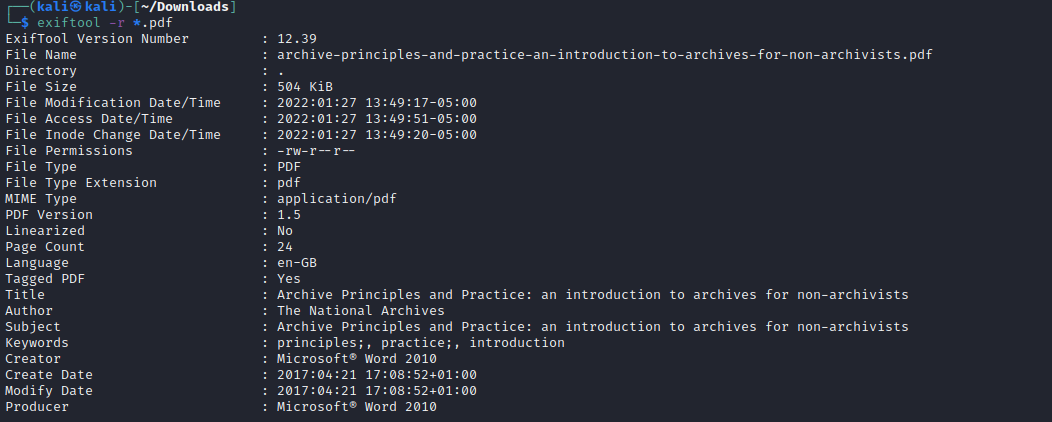 ┌──(kali㉿kali)-[~/Downloads]
└─$ exiftool -r *.pdf
ExifTool Version Number         : 12.39
File Name                       : archive-principles-and-practice-an-introduction-to-archives-for-non-archivists.pdf
Directory                       : .
File Size                       : 504 KiB
File Modification Date/Time     : 2022:01:27 13:49:17-05:00
File Access Date/Time           : 2022:01:27 13:49:51-05:00
File Inode Change Date/Time     : 2022:01:27 13:49:20-05:00
File Permissions                : -rw-r--r--
File Type                       : PDF
File Type Extension             : pdf
MIME Type                       : application/pdf
PDF Version                     : 1.5
Linearized                      : No
Page Count                      : 24
Language                        : en-GB
Tagged PDF                      : Yes
Title                           : Archive Principles and Practice: an introduction to archives for non-archivists
Author                          : The National Archives
Subject                         : Archive Principles and Practice: an introduction to archives for non-archivists
Keywords                        : principles;, practice;, introduction
Creator                         : Microsoft® Word 2010
Create Date                     : 2017:04:21 17:08:52+01:00
Modify Date                     : 2017:04:21 17:08:52+01:00
Producer                        : Microsoft® Word 2010